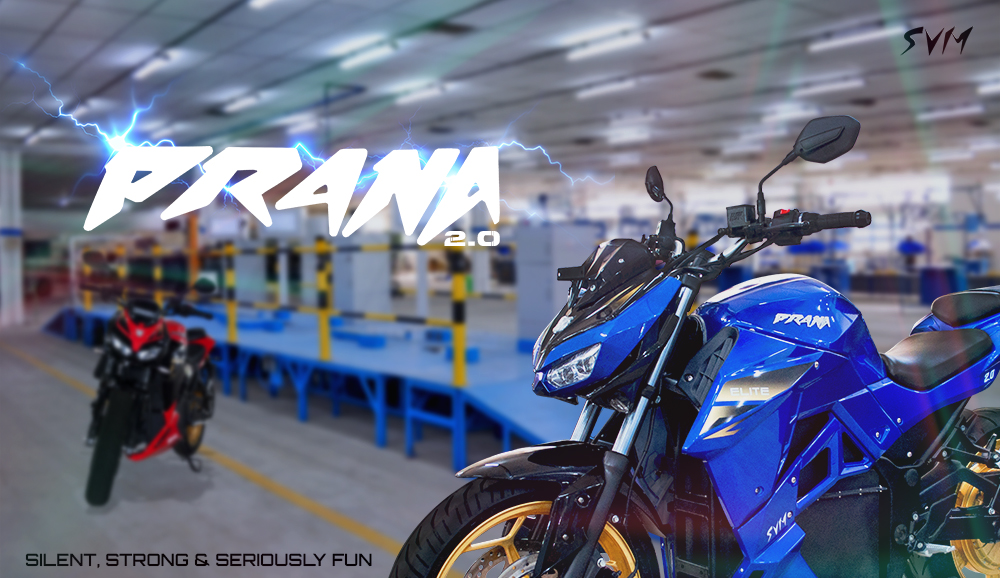 SVM
PRANA
2.0
PRANA
ELITE
2.0
SVM
SILENT, STRONG & SERIOUSLY FUN